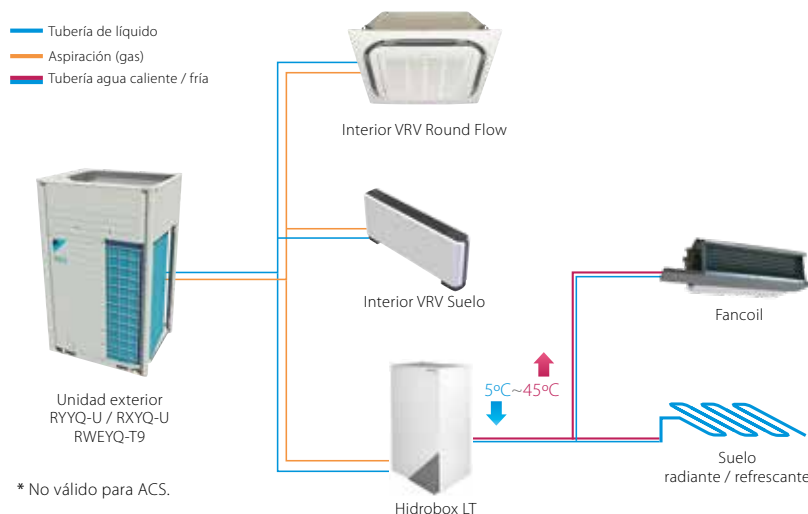 Tubería de líquido
Aspiración (gas)
Tubería agua caliente / fría
Interior VRV Round Flow
Interior VRV Suelo
Fancoil
5ºC~45ºC
Unidad exterior
RYYQ-U / RXYQ-U
RWEYQ-T9
Suelo
radiante / refrescante
* No válido para ACS.
Hidrobox LT